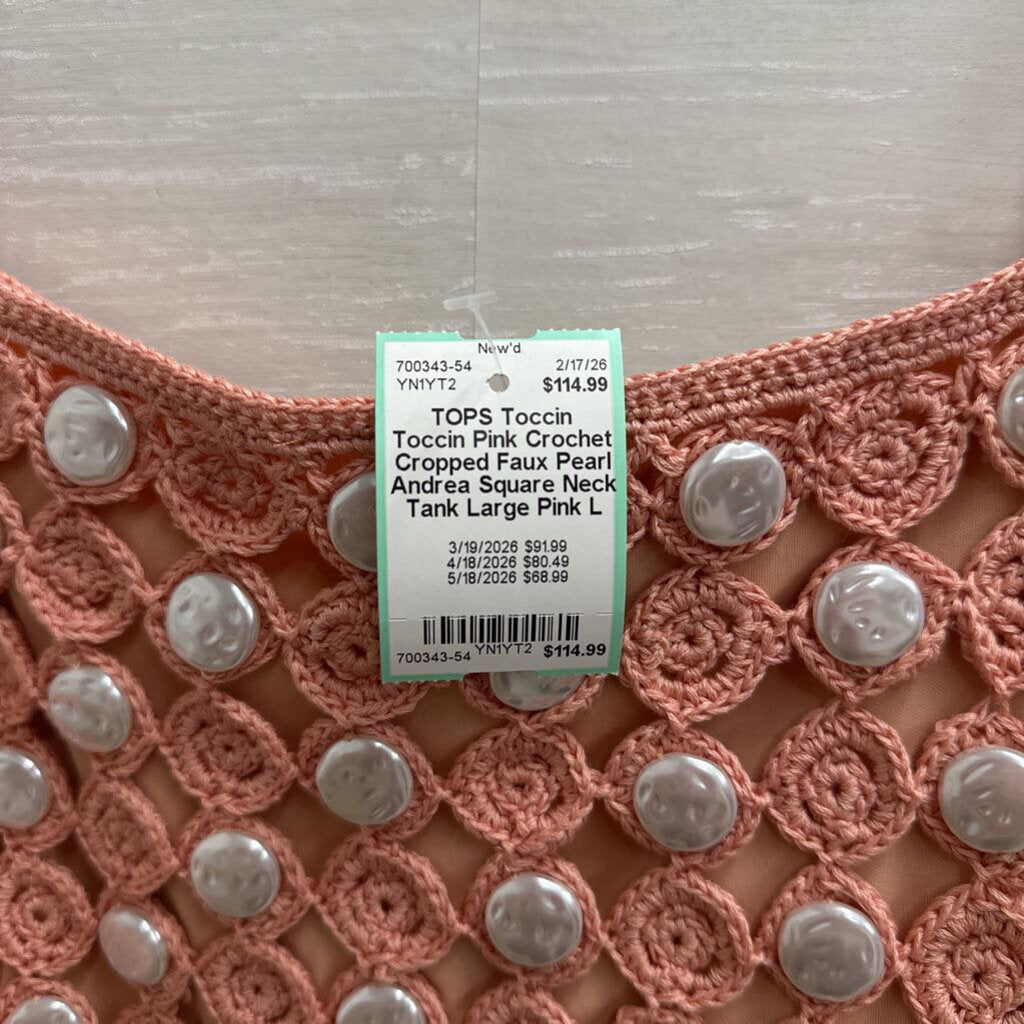 New'd
700343-54 2/17/26
YN1YT2 $114.99
TOPS Toccin
Toccin Pink Crochet
Cropped Faux Pearl
Andrea Square Neck
Tank Large Pink L
3/19/2026 $91.99
4/18/2026 $80.49
5/18/2026 $68.99
700343-54 YN1YT2 $114.99